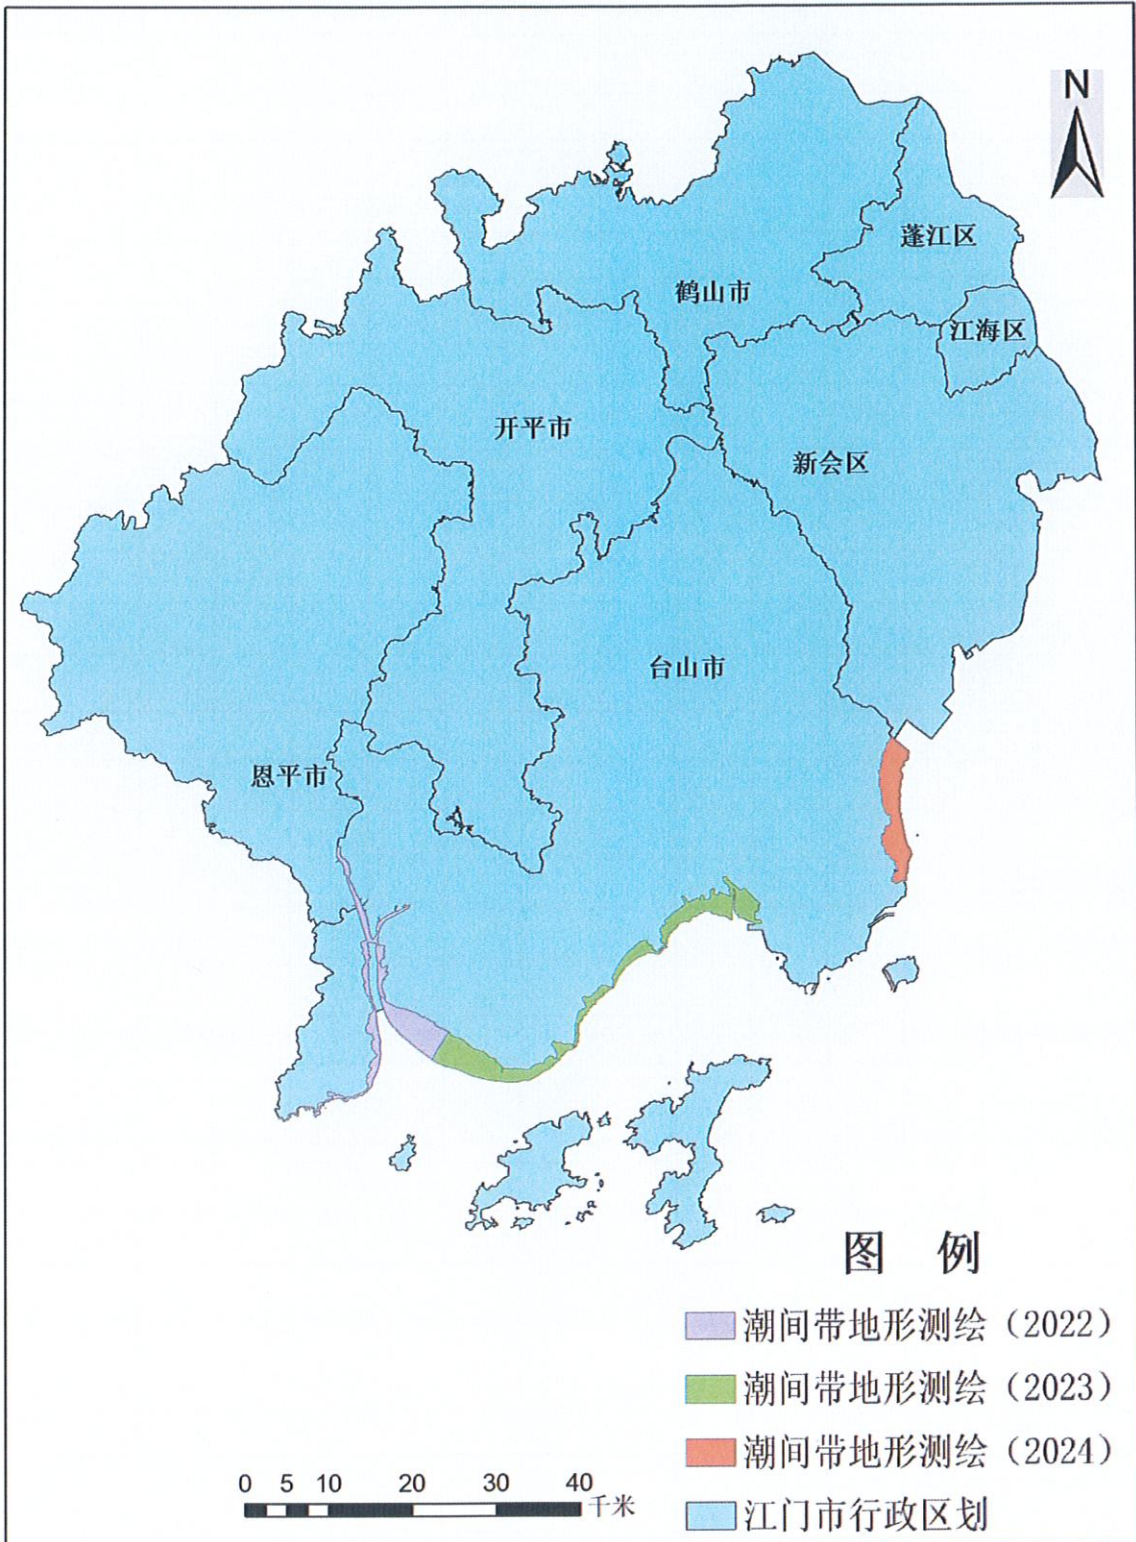 N
蓬江区
鹤山市
江海区
开平市
新会区
台山市
恩平市
图 例
潮间带地形测绘（2022）
潮间带地形测绘（2023）
潮间带地形测绘（2024）
江门市行政区划
0 5 10 20 30 40
千米